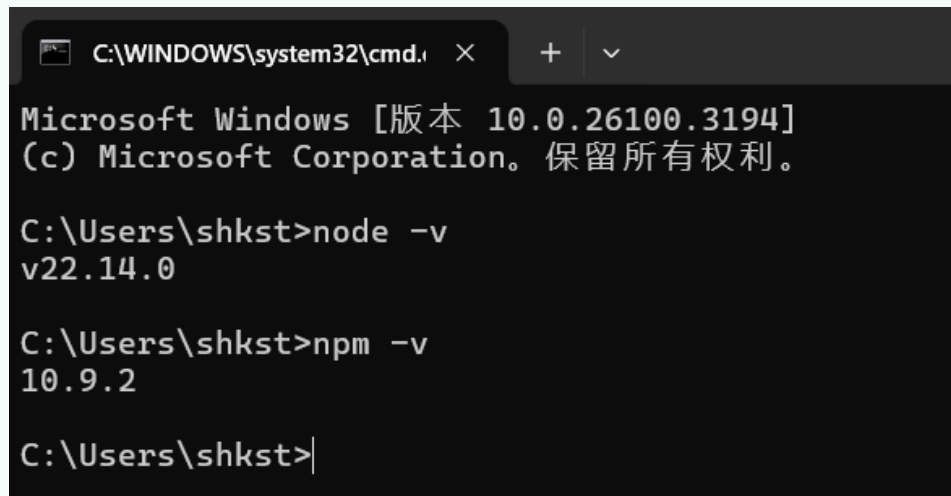 C:\WINDOWS\system32\cmd.e
Microsoft Windows [版本 10.0.26100.3194]
(c) Microsoft Corporation。保留所有权利。
C:\Users\shkst>node -v
v22.14.0
C:\Users\shkst>npm -v
10.9.2
C:\Users\shkst>